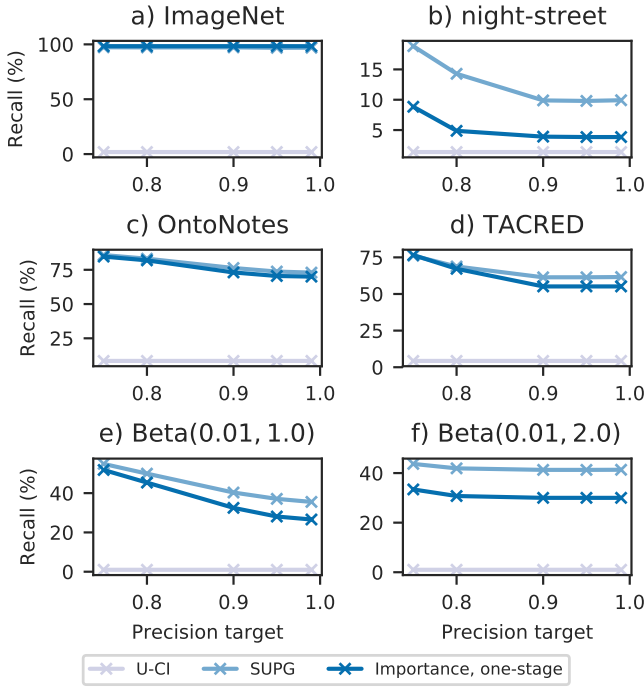 a) ImageNet
b) night-street
Recall (%)
100
50
0
0.8 0.9 1.0
15
10
5
0.8 0.9 1.0
c) OntoNotes
d) TACRED
Recall (%)
75
50
25
0.8 0.9 1.0
75
50
25
0
0.8 0.9 1.0
e) Beta(0.01, 1.0)
f) Beta(0.01, 2.0)
Recall (%)
40
20
0
0.8 0.9 1.0
Precision target
40
20
0
0.8 0.9 1.0
Precision target
U-CI SUPG Importance, one-stage